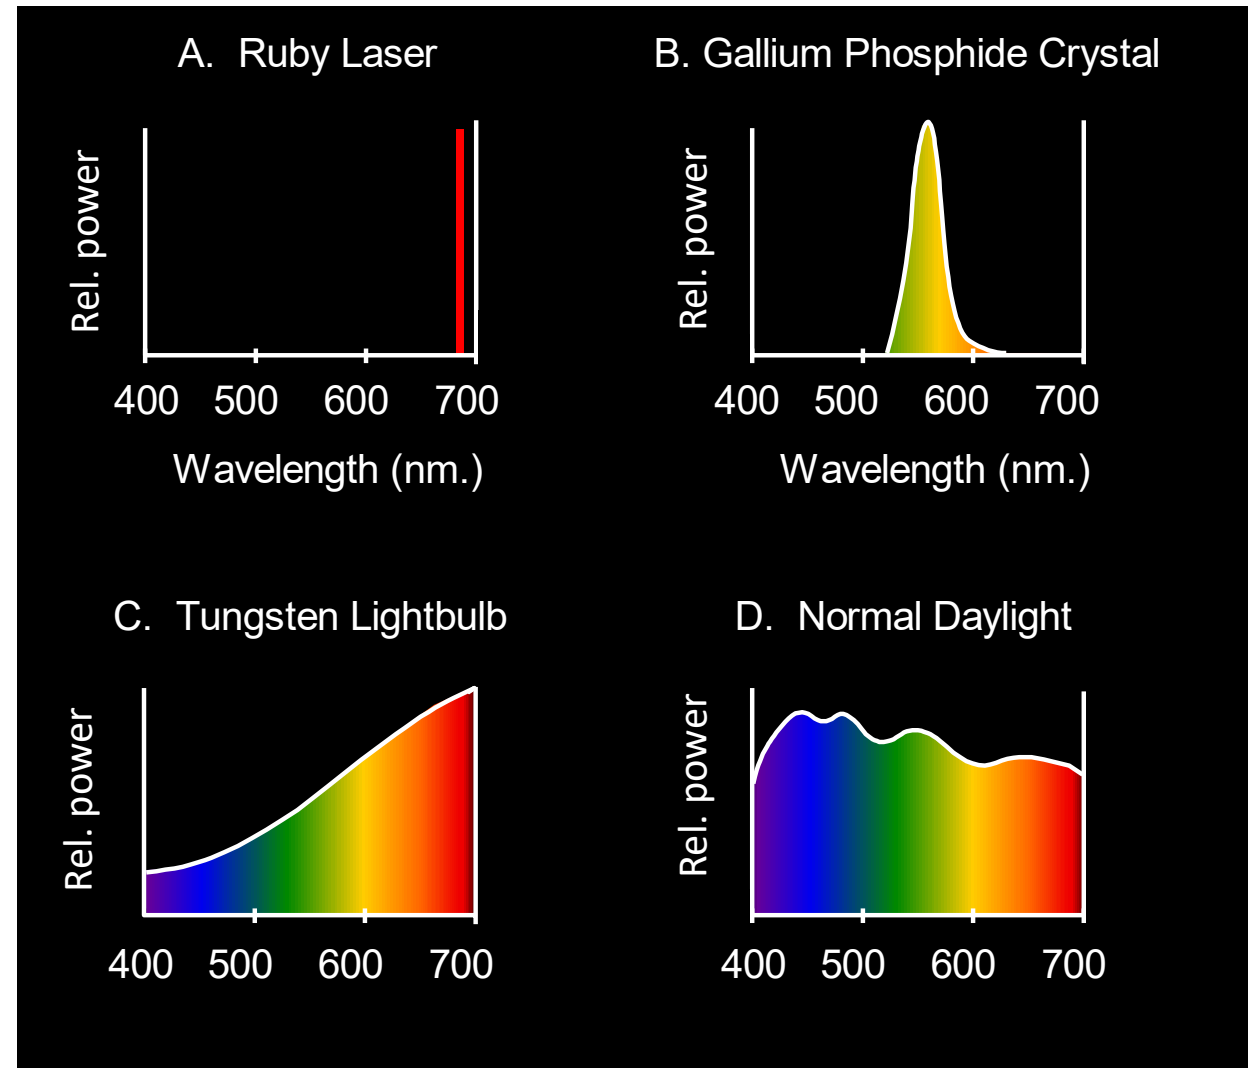 A. Ruby Laser
Rel. power
400 500 600 700
Wavelength (nm.)
B. Gallium Phosphide Crystal
Rel. power
400 500 600 700
Wavelength (nm.)
C. Tungsten Lightbulb
Rel. power
400 500 600 700
D. Normal Daylight
Rel. power
400 500 600 700